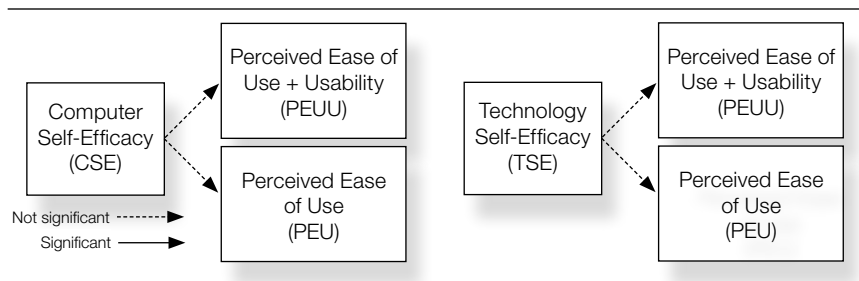 Computer
Self-Efficacy
(CSE)
Perceived Ease of
Use + Usability
(PEUU)
Perceived Ease
of Use
(PEU)
Not significant
Significant
Technology
Self-Efficacy
(TSE)
Perceived Ease of
Use + Usability
(PEUU)
Perceived Ease
of Use
(PEU)